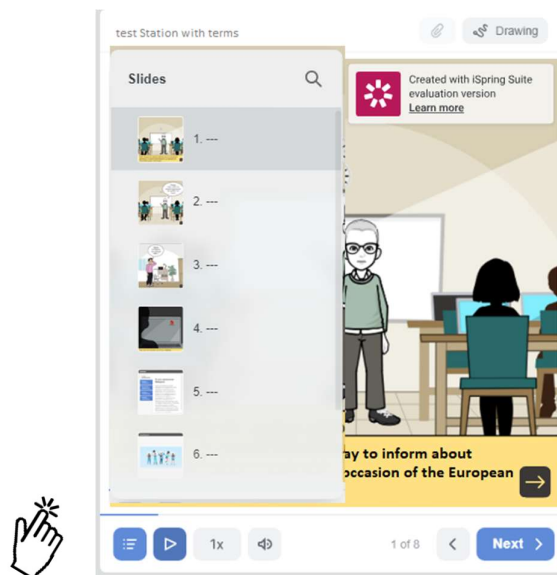 test Station with terms
Drawing
Slides
Created with iSpring Suite
evaluation version
Learn more
1. ---
2. ---
3. ---
4. ---
5. ---
6. ---
to inform about
occasion of the European
1x
1 of 8
Next